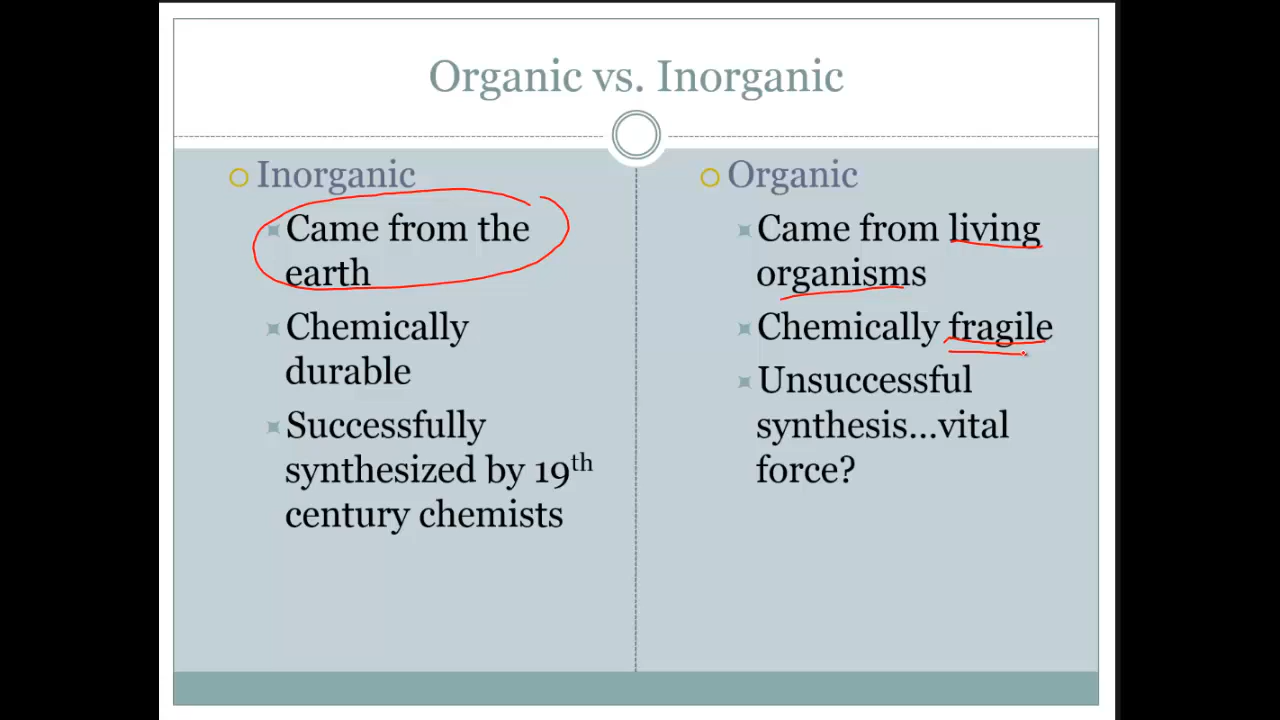 Organic vs. Inorganic
Inorganic
Came from the
earth
Chemically
durable
Successfully
synthesized by 19th
century chemists
Organic
Came from living
organisms
Chemically fragile
Unsuccessful
synthesis...vital
force?